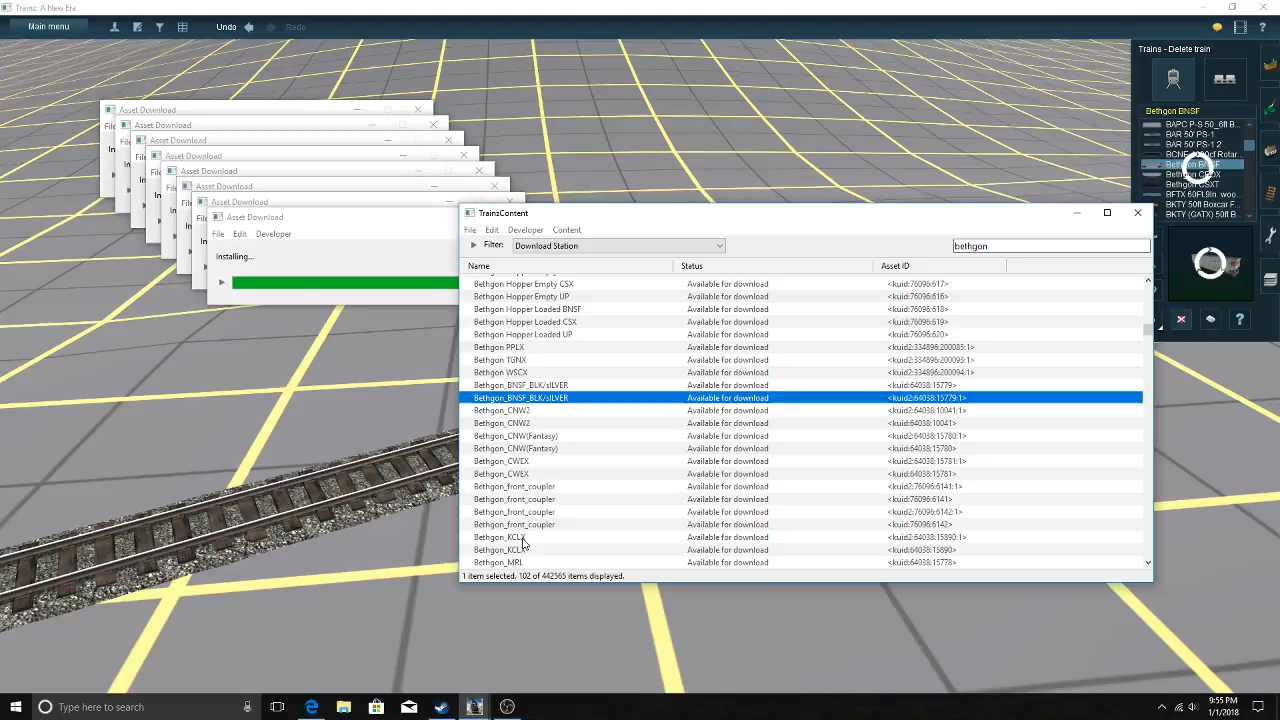 Trainz: A New Era
Main menu
Undo
Redo
Trains - Delete train
Bethgon BNSF
BAR 50' PS-1
BAR 50' PS-1 2
Bethgon BNSF
Bethgon CSXT
BKTY (GATX) 50ft Boxcar F...
Asset Download
Asset Download
Asset Download
Asset Download
Asset Download
Asset Download
Asset Download
Asset Download
File Edit Developer
Installing...
TrainzContent
File Edit Developer Content
Filter: Download Station
bethgon
Name Status Asset ID
Bethgon Hopper Empty CSX Available for download <kuid:76096:617>
Bethgon Hopper Empty UP Available for download <kuid:76096:616>
Bethgon Hopper Loaded BNSF Available for download <kuid:76096:618>
Bethgon Hopper Loaded CSX Available for download <kuid:76096:619>
Bethgon Hopper Loaded UP Available for download <kuid:76096:620>
Bethgon PPLX Available for download <kuid2:334896:200085:1>
Bethgon TGNX Available for download <kuid2:334896:200093:1>
Bethgon WSCX Available for download <kuid2:334896:200094:1>
Bethgon_BNSF_BLK/sILVER Available for download <kuid:64038:15779>
Bethgon_BNSF_BLK/sILVER Available for download <kuid2:64038:15779:1>
Bethgon_CNW2 Available for download <kuid2:64038:10041:1>
Bethgon_CNW2 Available for download <kuid:64038:10041>
Bethgon_CNW(Fantasy) Available for download <kuid2:64038:15780:1>
Bethgon_CNW(Fantasy) Available for download <kuid:64038:15780>
Bethgon_CWEX Available for download <kuid2:64038:15781:1>
Bethgon_CWEX Available for download <kuid:64038:15781>
Bethgon_front_coupler Available for download <kuid2:76096:6141:1>
Bethgon_front_coupler Available for download <kuid:76096:6141>
Bethgon_front_coupler Available for download <kuid2:76096:6142:1>
Bethgon_front_coupler Available for download <kuid:76096:6142>
Bethgon_KCLX Available for download <kuid2:64038:15890:1>
Bethgon_KCLX Available for download <kuid:64038:15890>
Bethgon_MRL Available for download <kuid:64038:15778>
1 item selected, 102 of 442565 items displayed.
Type here to search
9:55 PM
1/1/2018